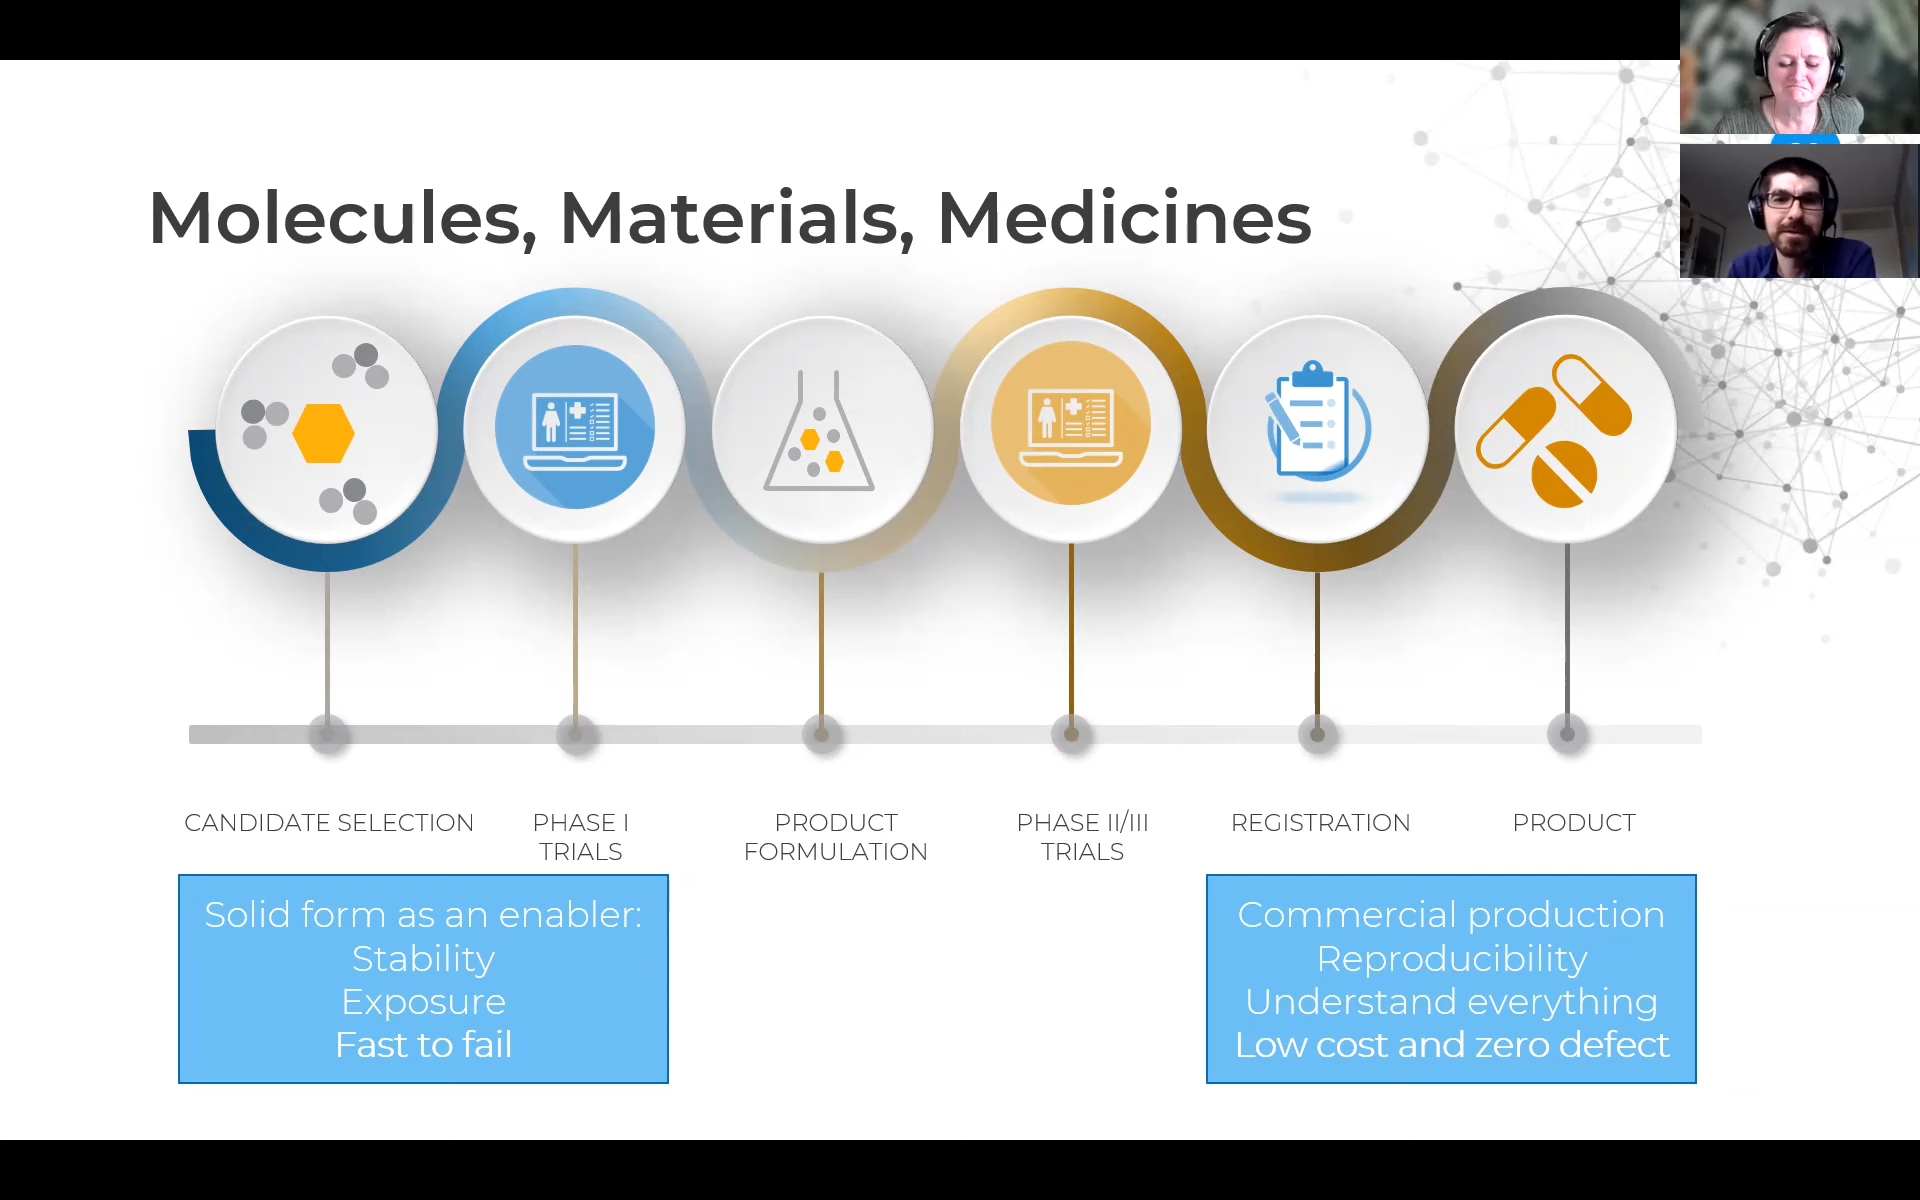 Molecules, Materials, Medicines
CANDIDATE SELECTION
PHASE I
TRIALS
PRODUCT
FORMULATION
PHASE II/III
TRIALS
REGISTRATION
PRODUCT
Solid form as an enabler:
Stability
Exposure
Fast to fail
Commercial production
Reproducibility
Understand everything
Low cost and zero defect